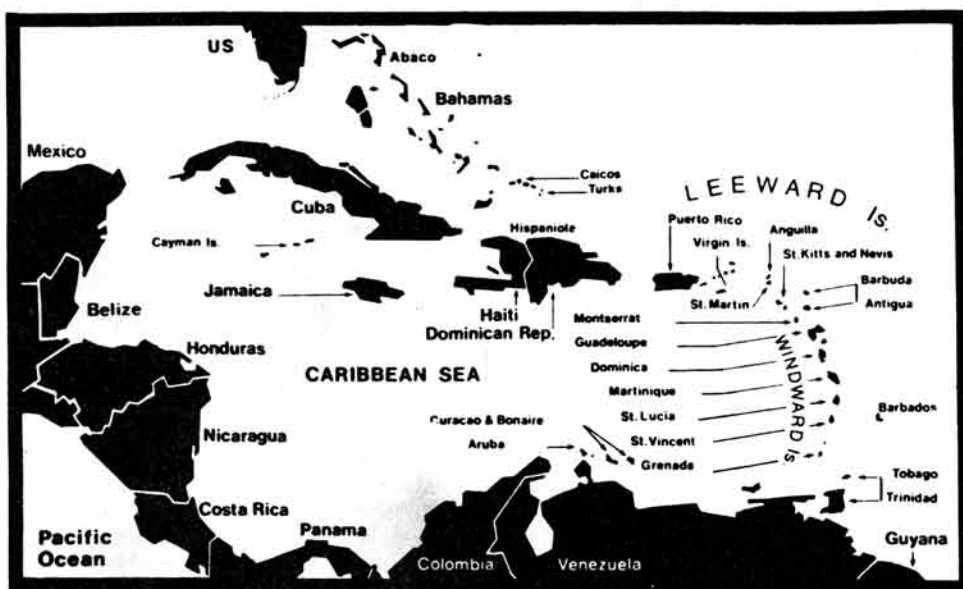 US
Abaco
Bahamas
Mexico
Caicos
Turks
LEEWARD Is.
Cuba
Hispaniole
Puerto Rico
Anguilla
Virgin Is.
Cayman Is.
St. Kitts and Nevis
Jamaica
St. Martin
Barbuda
Antigua
Belize
Haiti
Dominican Rep.
Montserrat
Honduras
Guadeloupe
WINDWARD Is
CARIBBEAN SEA
Dominica
Martinique
Curacao & Bonaire
St. Lucia
Barbados
Nicaragua
Aruba
St. Vincent
Grenada
Tobago
Trinidad
Costa Rica
Pacific
Ocean
Panama
Colombia
Venezuela
Guyana